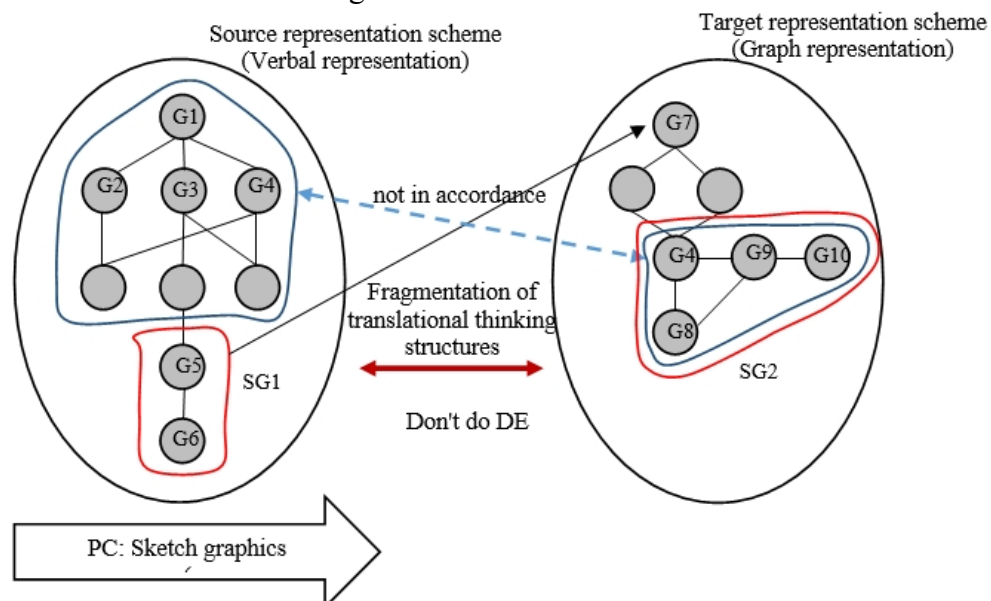 Source representation scheme
(Verbal representation)
Target representation scheme
(Graph representation)
G1
G2
G3
G4
G5
G6
SG1
not in accordance
Fragmentation of
translational thinking
structures
Don't do DE
G7
G4
G9
G10
G8
SG2
PC: Sketch graphics